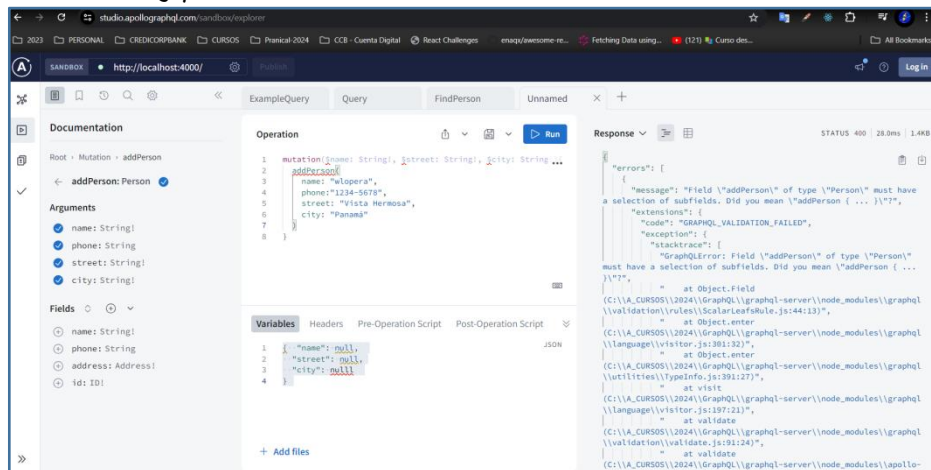 studio.apollographql.com/sandbox/explorer
2023 PERSONAL CREDICORPBANK CURSOS Pranical-2024 CCB - Cuenta Digital React Challenges enaqx/awesome-re... Fetching Data using... (121) Curso des... All Bookmarks
SANDBOX http://localhost:4000/ Publish Log in
ExampleQuery Query FindPerson Unnamed
Documentation
Root Mutation addPerson
addPerson: Person
Arguments
name: String!
phone: String
street: String!
city: String!
Fields
name: String!
phone: String
address: Address!
id: ID!
Operation Run
1 mutation($name: String!, $street: String!, $city: String ...
2 addPerson(
3 name: "wlopera",
4 phone:"1234-5678",
5 street: "Vista Hermosa",
6 city: "Panamá"
7 )
8 }
Variables Headers Pre-Operation Script Post-Operation Script
JSON
1 { "name": null,
2 "street": null,
3 "city": nulll
4 }
+ Add files
Response STATUS 400 28.0ms 1.4KB
{
"errors": [
{
"message": "Field \"addPerson\" of type \"Person\" must have
a selection of subfields. Did you mean \"addPerson { ... }\"?",
"extensions": {
"code": "GRAPHQL_VALIDATION_FAILED",
"exception": {
"stacktrace": [
"GraphQLError: Field \"addPerson\" of type \"Person\"
must have a selection of subfields. Did you mean \"addPerson { ...
}\"?",
" at Object.Field
(C:\\A_CURSOS\\2024\\GraphQL\\graphql-server\\node_modules\\graphql
\\validation\\rules\\ScalarLeafsRule.js:44:13)",
" at Object.enter
(C:\\A_CURSOS\\2024\\GraphQL\\graphql-server\\node_modules\\graphql
\\language\\visitor.js:301:32)",
" at Object.enter
(C:\\A_CURSOS\\2024\\GraphQL\\graphql-server\\node_modules\\graphql
\\utilities\\TypeInfo.js:391:27)",
" at visit
(C:\\A_CURSOS\\2024\\GraphQL\\graphql-server\\node_modules\\graphql
\\language\\visitor.js:197:21)",
" at validate
(C:\\A_CURSOS\\2024\\GraphQL\\graphql-server\\node_modules\\graphql
\\validation\\validate.js:91:24)",
" at validate
(C:\\A_CURSOS\\2024\\GraphQL\\graphql-server\\node_modules\\apollo-